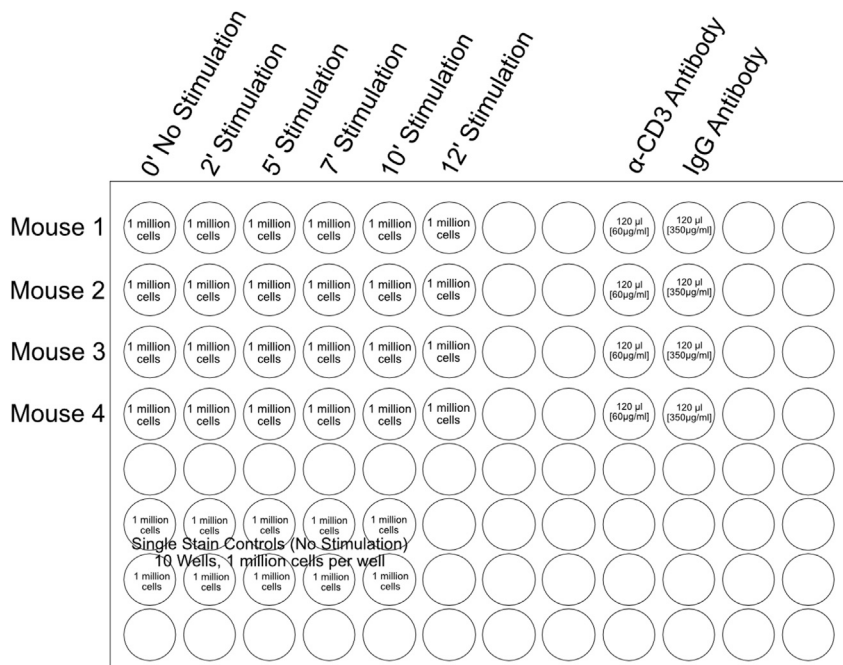 0' No Stimulation
2' Stimulation
5' Stimulation
7' Stimulation
10' Stimulation
12' Stimulation
α-CD3 Antibody
IgG Antibody
Mouse 1
1 million cells
1 million cells
1 million cells
1 million cells
1 million cells
1 million cells
120 µl
[60µg/ml]
120 µl
[350µg/ml]
Mouse 2
1 million cells
1 million cells
1 million cells
1 million cells
1 million cells
1 million cells
120 µl
[60µg/ml]
120 µl
[350µg/ml]
Mouse 3
1 million cells
1 million cells
1 million cells
1 million cells
1 million cells
1 million cells
120 µl
[60µg/ml]
120 µl
[350µg/ml]
Mouse 4
1 million cells
1 million cells
1 million cells
1 million cells
1 million cells
1 million cells
120 µl
[60µg/ml]
120 µl
[350µg/ml]
1 million cells
1 million cells
1 million cells
1 million cells
1 million cells
Single Stain Controls (No Stimulation)
10 Wells, 1 million cells per well
1 million cells
1 million cells
1 million cells
1 million cells
1 million cells